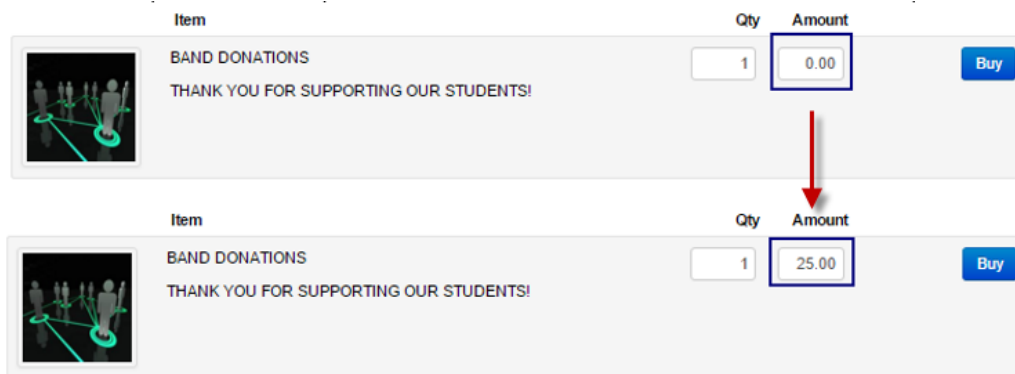 Item Qty Amount
BAND DONATIONS 1 0.00 Buy
THANK YOU FOR SUPPORTING OUR STUDENTS!
Item Qty Amount
BAND DONATIONS 1 25.00 Buy
THANK YOU FOR SUPPORTING OUR STUDENTS!